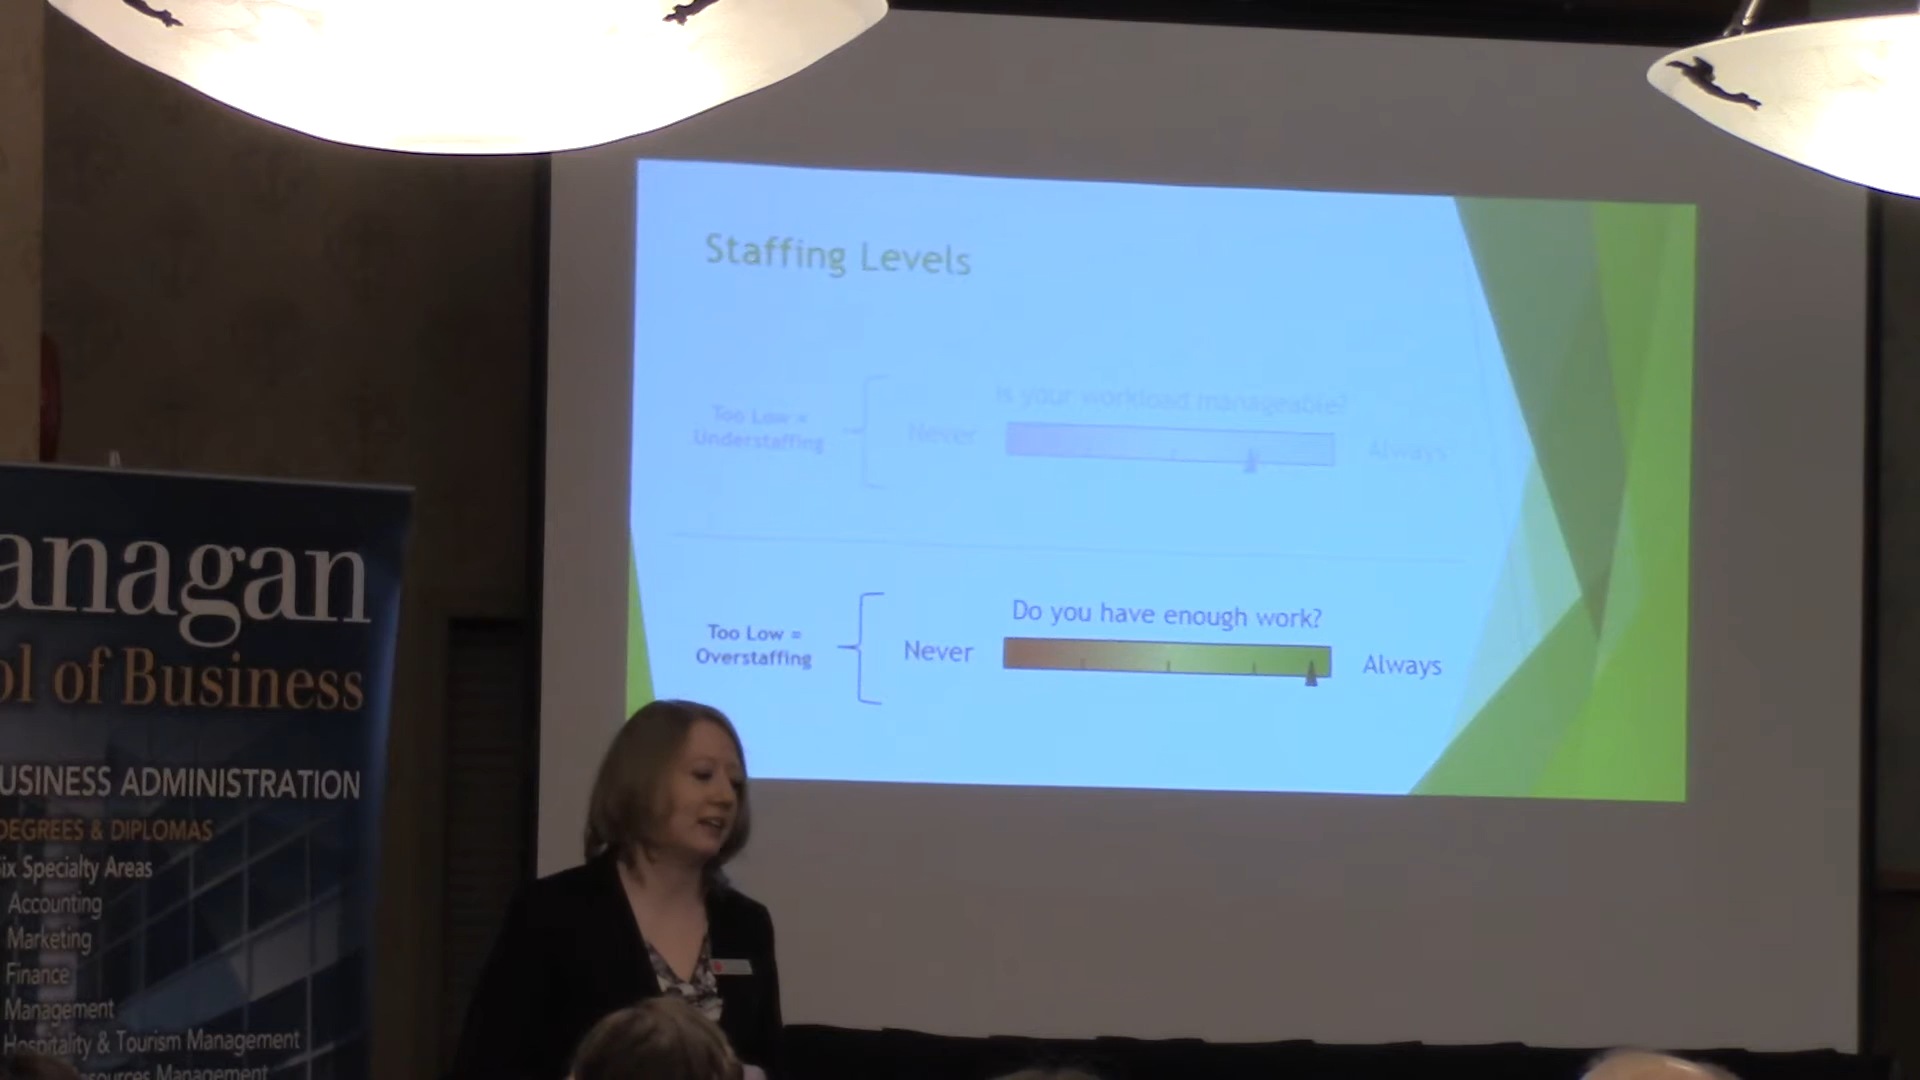 Staffing Levels
Is your workload manageable?
Too Low =
Understaffing
Never
Always
Do you have enough work?
Too Low =
Overstaffing
Never
Always
anagan
ol of Business
USINESS ADMINISTRATION
DEGREES & DIPLOMAS
ix Specialty Areas
Accounting
Marketing
Finance
Management
Hospitality & Tourism Management
esources Management